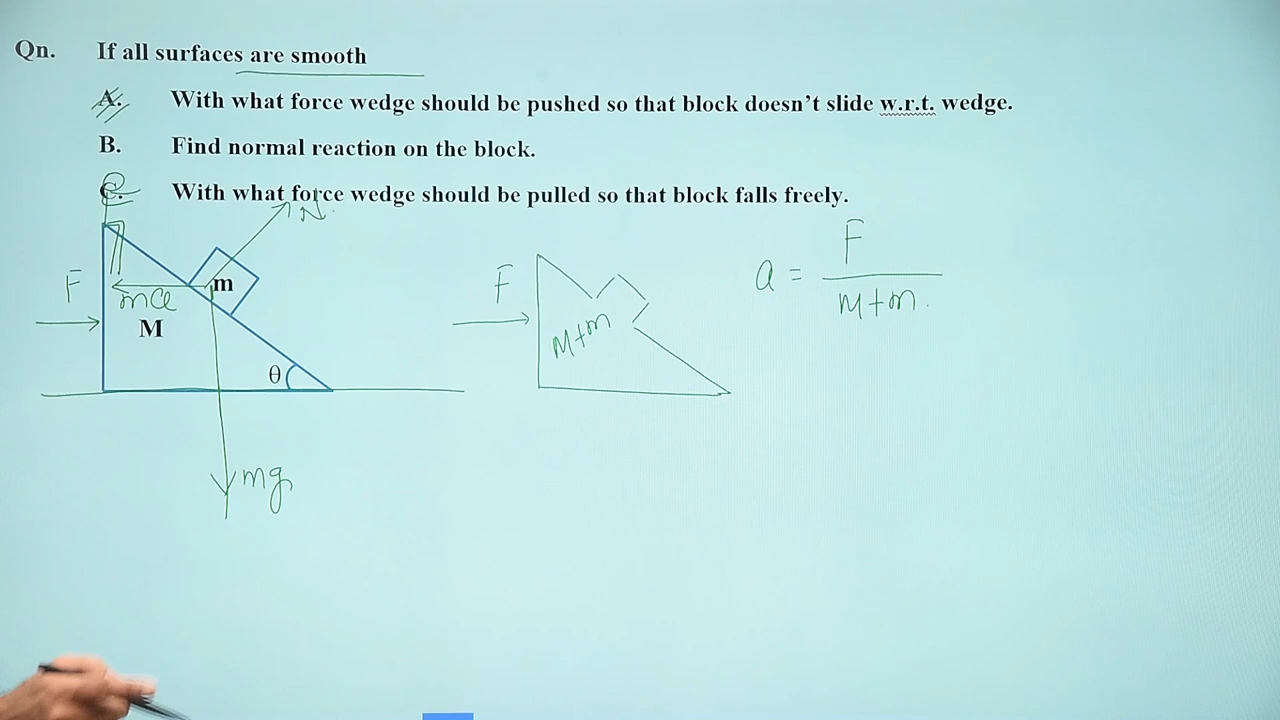 Qn. If all surfaces are smooth
A. With what force wedge should be pushed so that block doesn't slide w.r.t. wedge.
B. Find normal reaction on the block.
C. With what force wedge should be pulled so that block falls freely.
N
F
ma
m
M
θ
mg
F
M+m
a = F
M+m